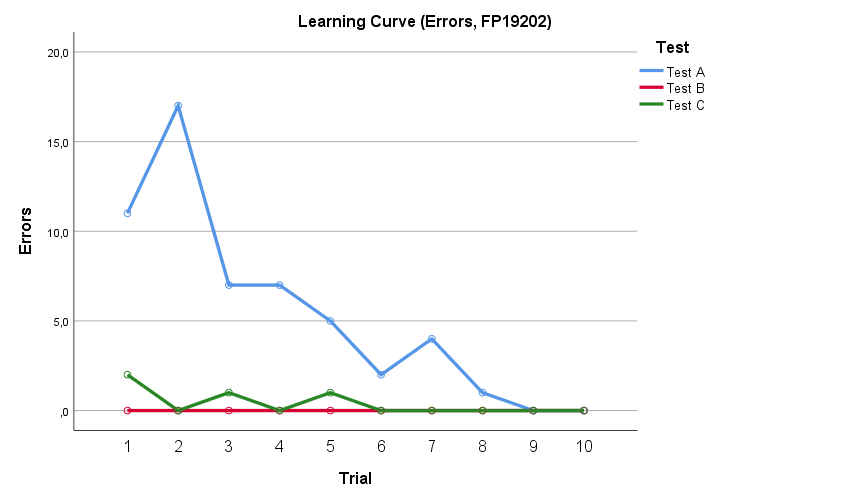 Learning Curve (Errors, FP19202)
Test
Test A
Test B
Test C
Errors
20,0
15,0
10,0
5,0
,0
1 2 3 4 5 6 7 8 9 10
Trial